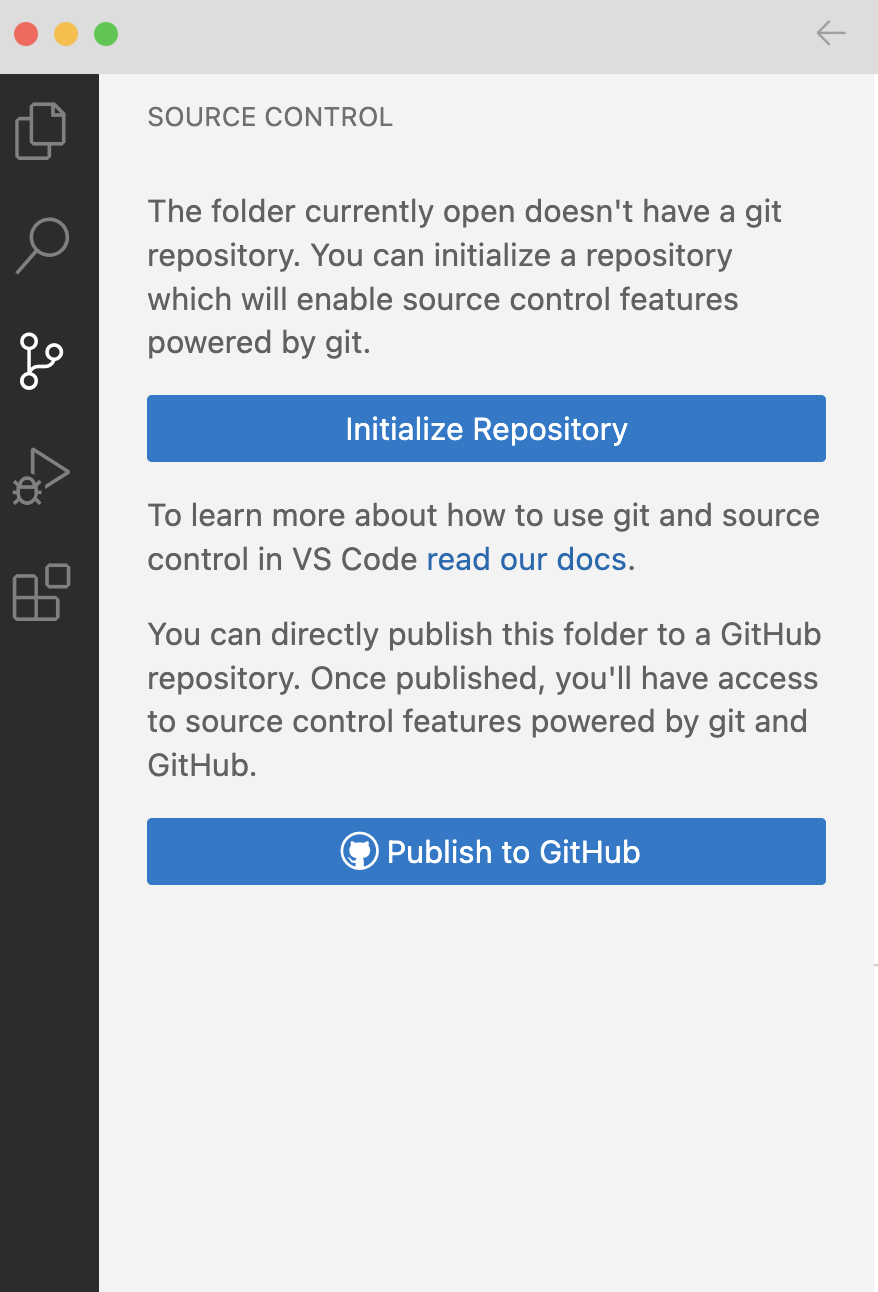 SOURCE CONTROL
The folder currently open doesn't have a git
repository. You can initialize a repository
which will enable source control features
powered by git.
Initialize Repository
To learn more about how to use git and source
control in VS Code read our docs.
You can directly publish this folder to a GitHub
repository. Once published, you'll have access
to source control features powered by git and
GitHub.
Publish to GitHub